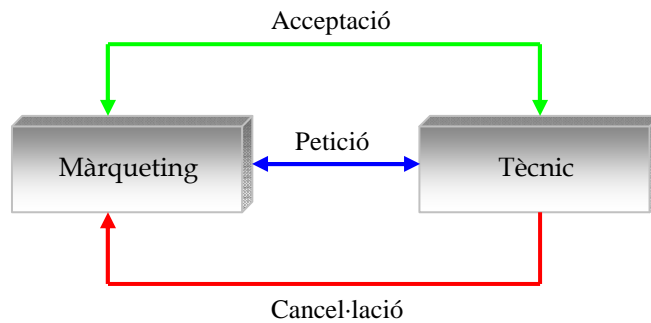 Acceptació
Petició
Màrqueting
Tècnic
Cancel·lació